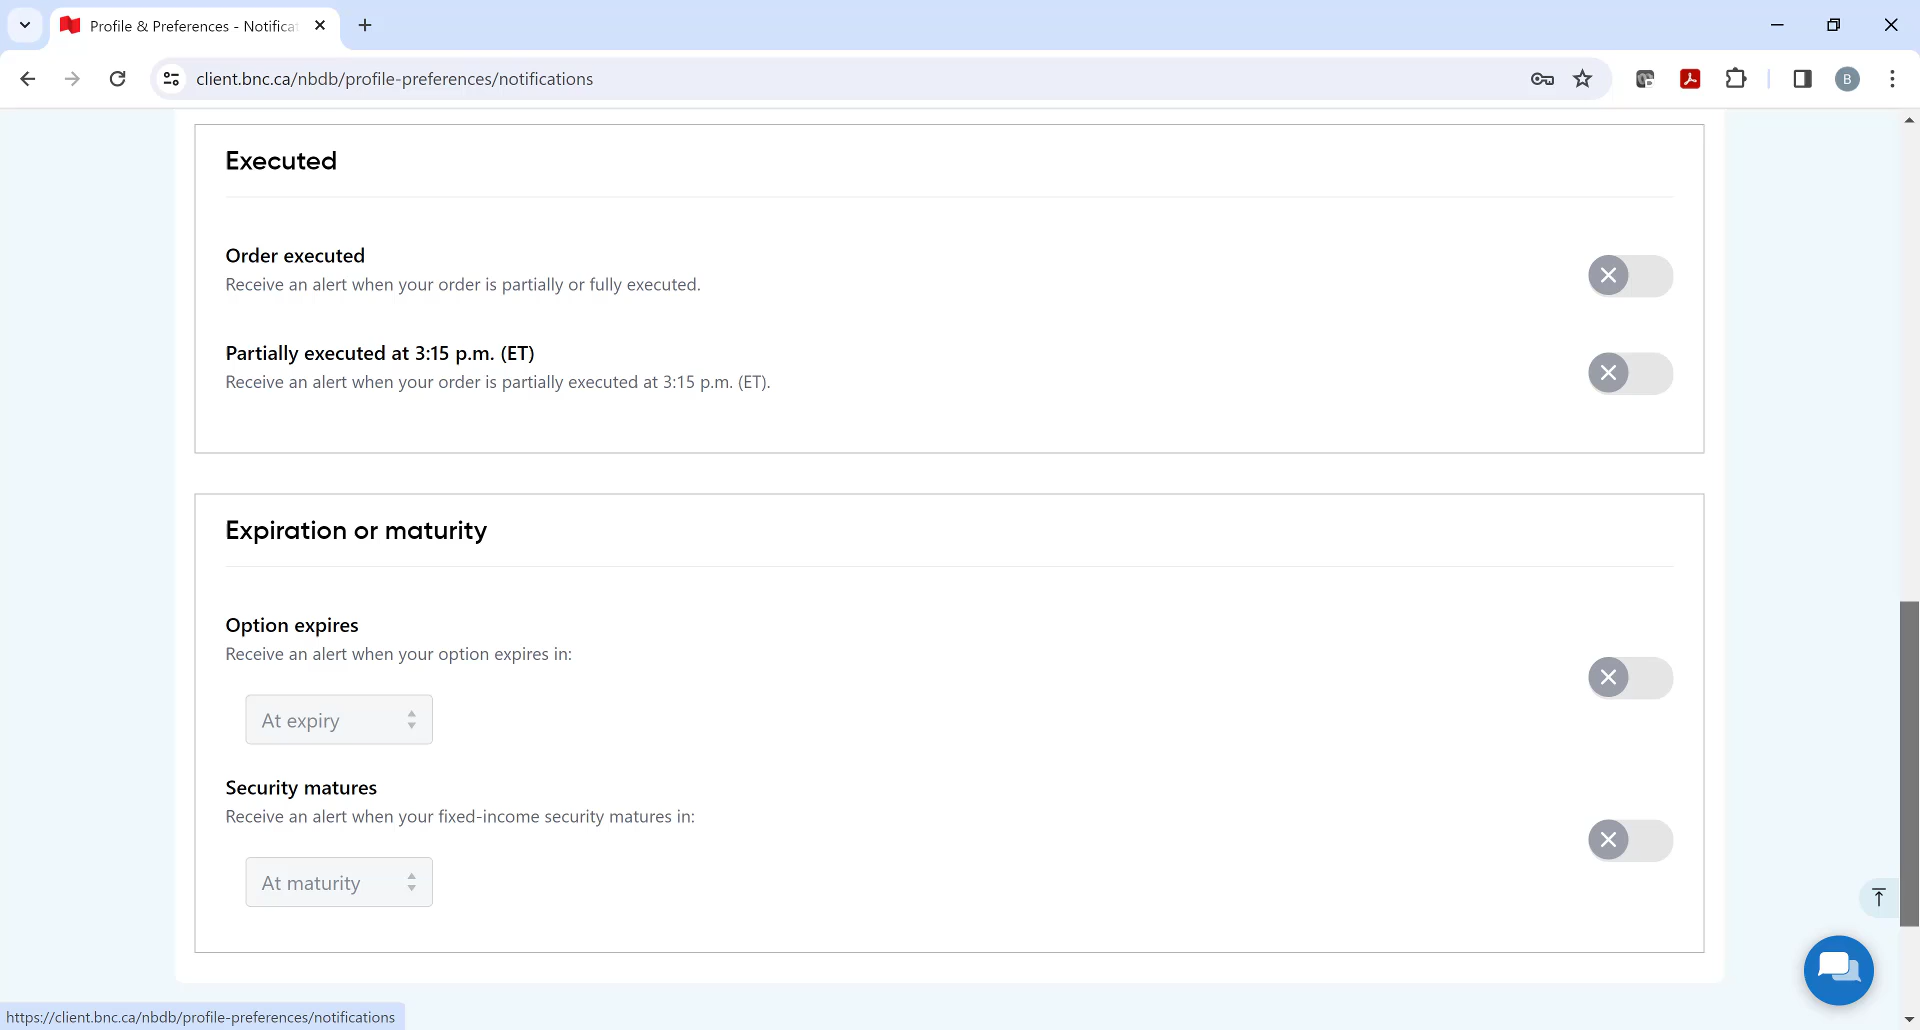 Profile & Preferences - Notificat
client.bnc.ca/nbdb/profile-preferences/notifications
B
Executed
Order executed
Receive an alert when your order is partially or fully executed.
Partially executed at 3:15 p.m. (ET)
Receive an alert when your order is partially executed at 3:15 p.m. (ET).
Expiration or maturity
Option expires
Receive an alert when your option expires in:
At expiry
Security matures
Receive an alert when your fixed-income security matures in:
At maturity
https://client.bnc.ca/nbdb/profile-preferences/notifications